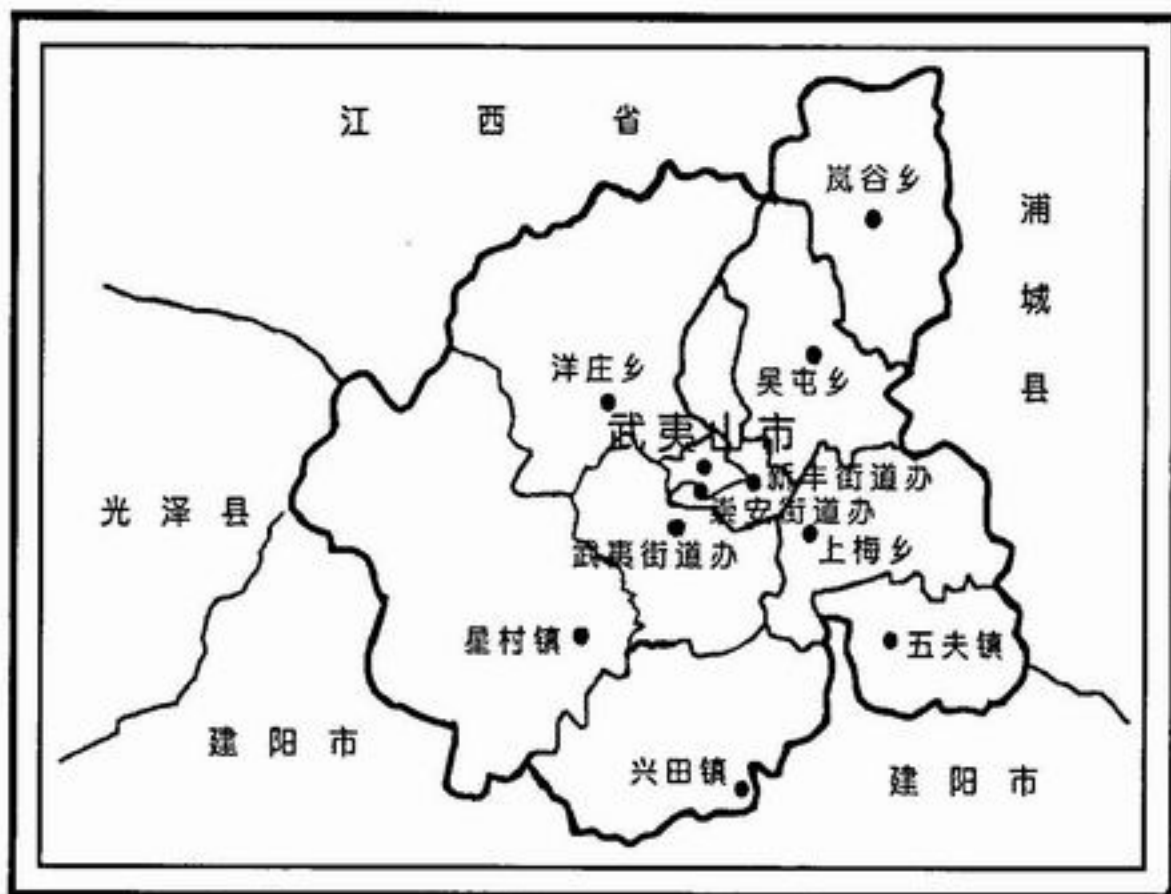 江西省
岚谷乡
浦城县
洋庄乡
吴屯乡
武夷山市
新丰街道办
崇安街道办
光泽县
武夷街道办
上梅乡
星村镇
五夫镇
建阳市
兴田镇
建阳市